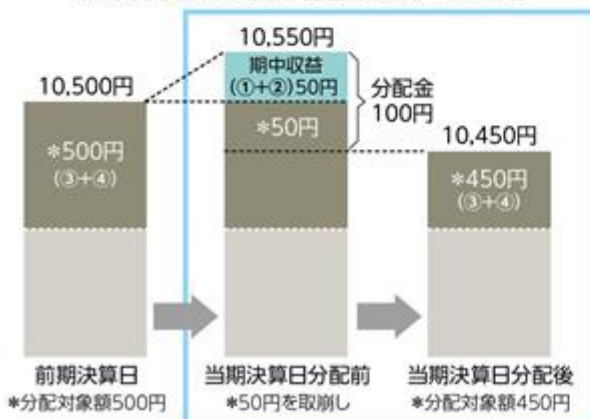 10,550円
期中収益
(①+②)50円
10,500円
分配金
100円
*50円
10,450円
*500円
(③+④)
*450円
(③+④)
前期決算日
当期決算日分配前
当期決算日分配後
*分配対象額500円
*50円を取崩し
*分配対象額450円